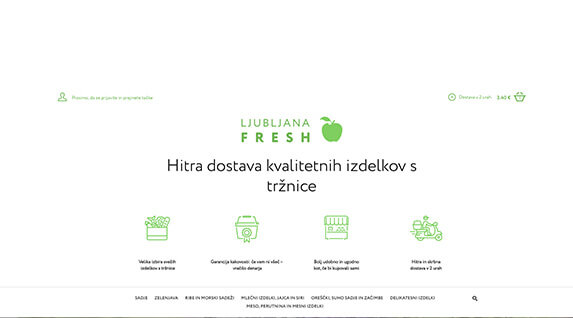 Prosimo, da se prijavite in prejmete točke
Dostava v 2 urah 3.40 €
LJUBLJANA
FRESH
Hitra dostava kvalitetnih izdelkov s
tržnice
Velika izbira svežih
izdelkov s tržnice
Garancija kakovosti: če vam ni všeč –
vračilo denarja
Bolj udobno in ugodno
kot, če bi kupovali sami
Hitra in skrbna
dostava v 2 urah
SADJE ZELENJAVA RIBE IN MORSKI SADEŽI MLEČNI IZDELKI, JAJCA IN SIRI OREŠČKI, SUHO SADJE IN ZAČIMBE DELIKATESNI IZDELKI
MESO, PERUTNINA IN MESNI IZDELKI